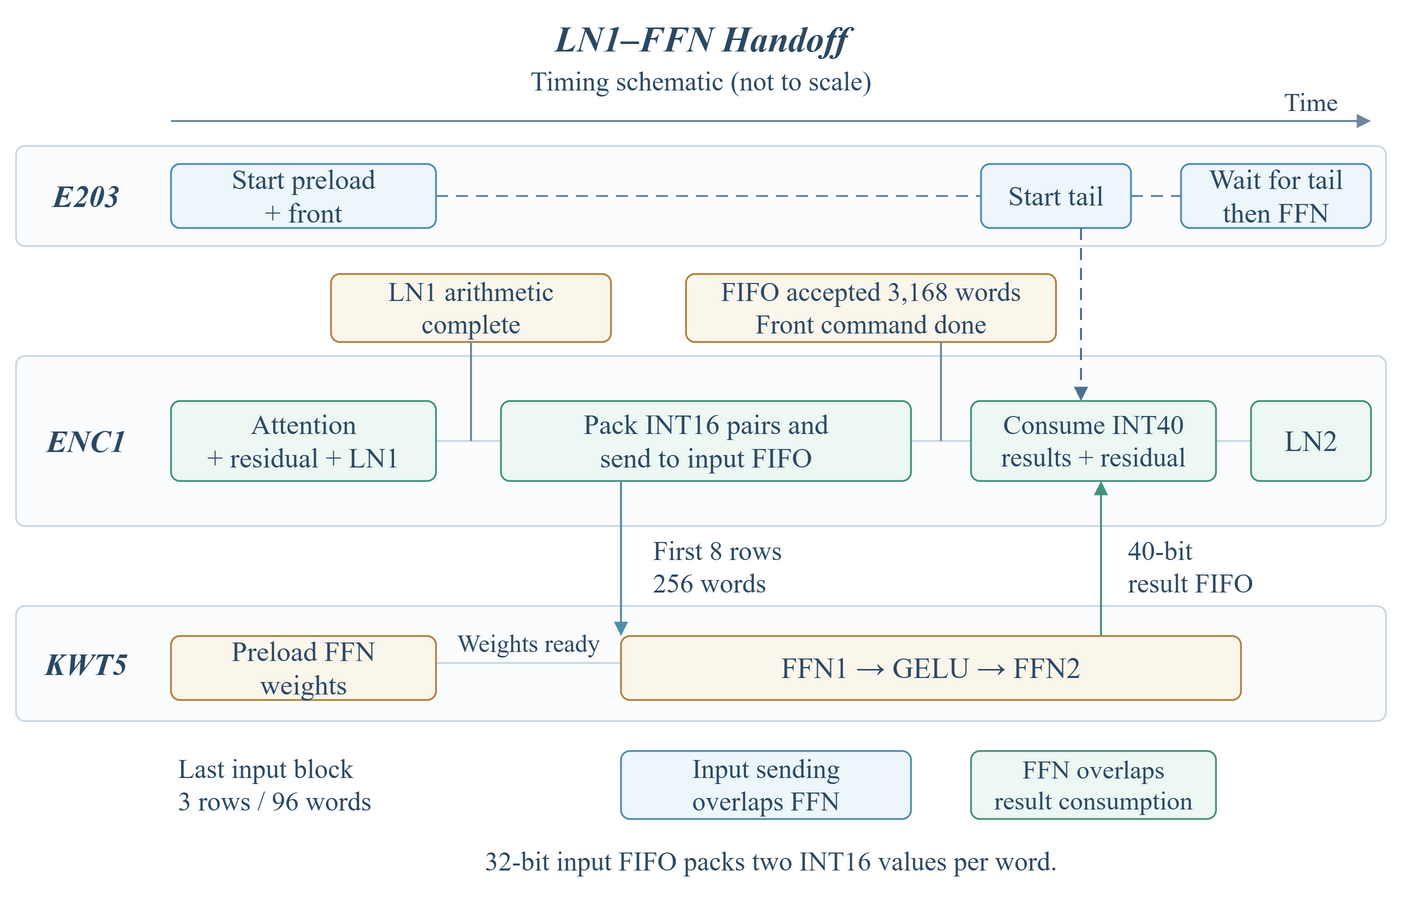 LN1–FFN Handoff
Timing schematic (not to scale)
Time
E203
Start preload
+ front
Start tail
Wait for tail
then FFN
LN1 arithmetic
complete
FIFO accepted 3,168 words
Front command done
ENC1
Attention
+ residual + LN1
Pack INT16 pairs and
send to input FIFO
Consume INT40
results + residual
LN2
First 8 rows
256 words
40-bit
result FIFO
KWT5
Preload FFN
weights
Weights ready
FFN1 → GELU → FFN2
Last input block
3 rows / 96 words
Input sending
overlaps FFN
FFN overlaps
result consumption
32-bit input FIFO packs two INT16 values per word.